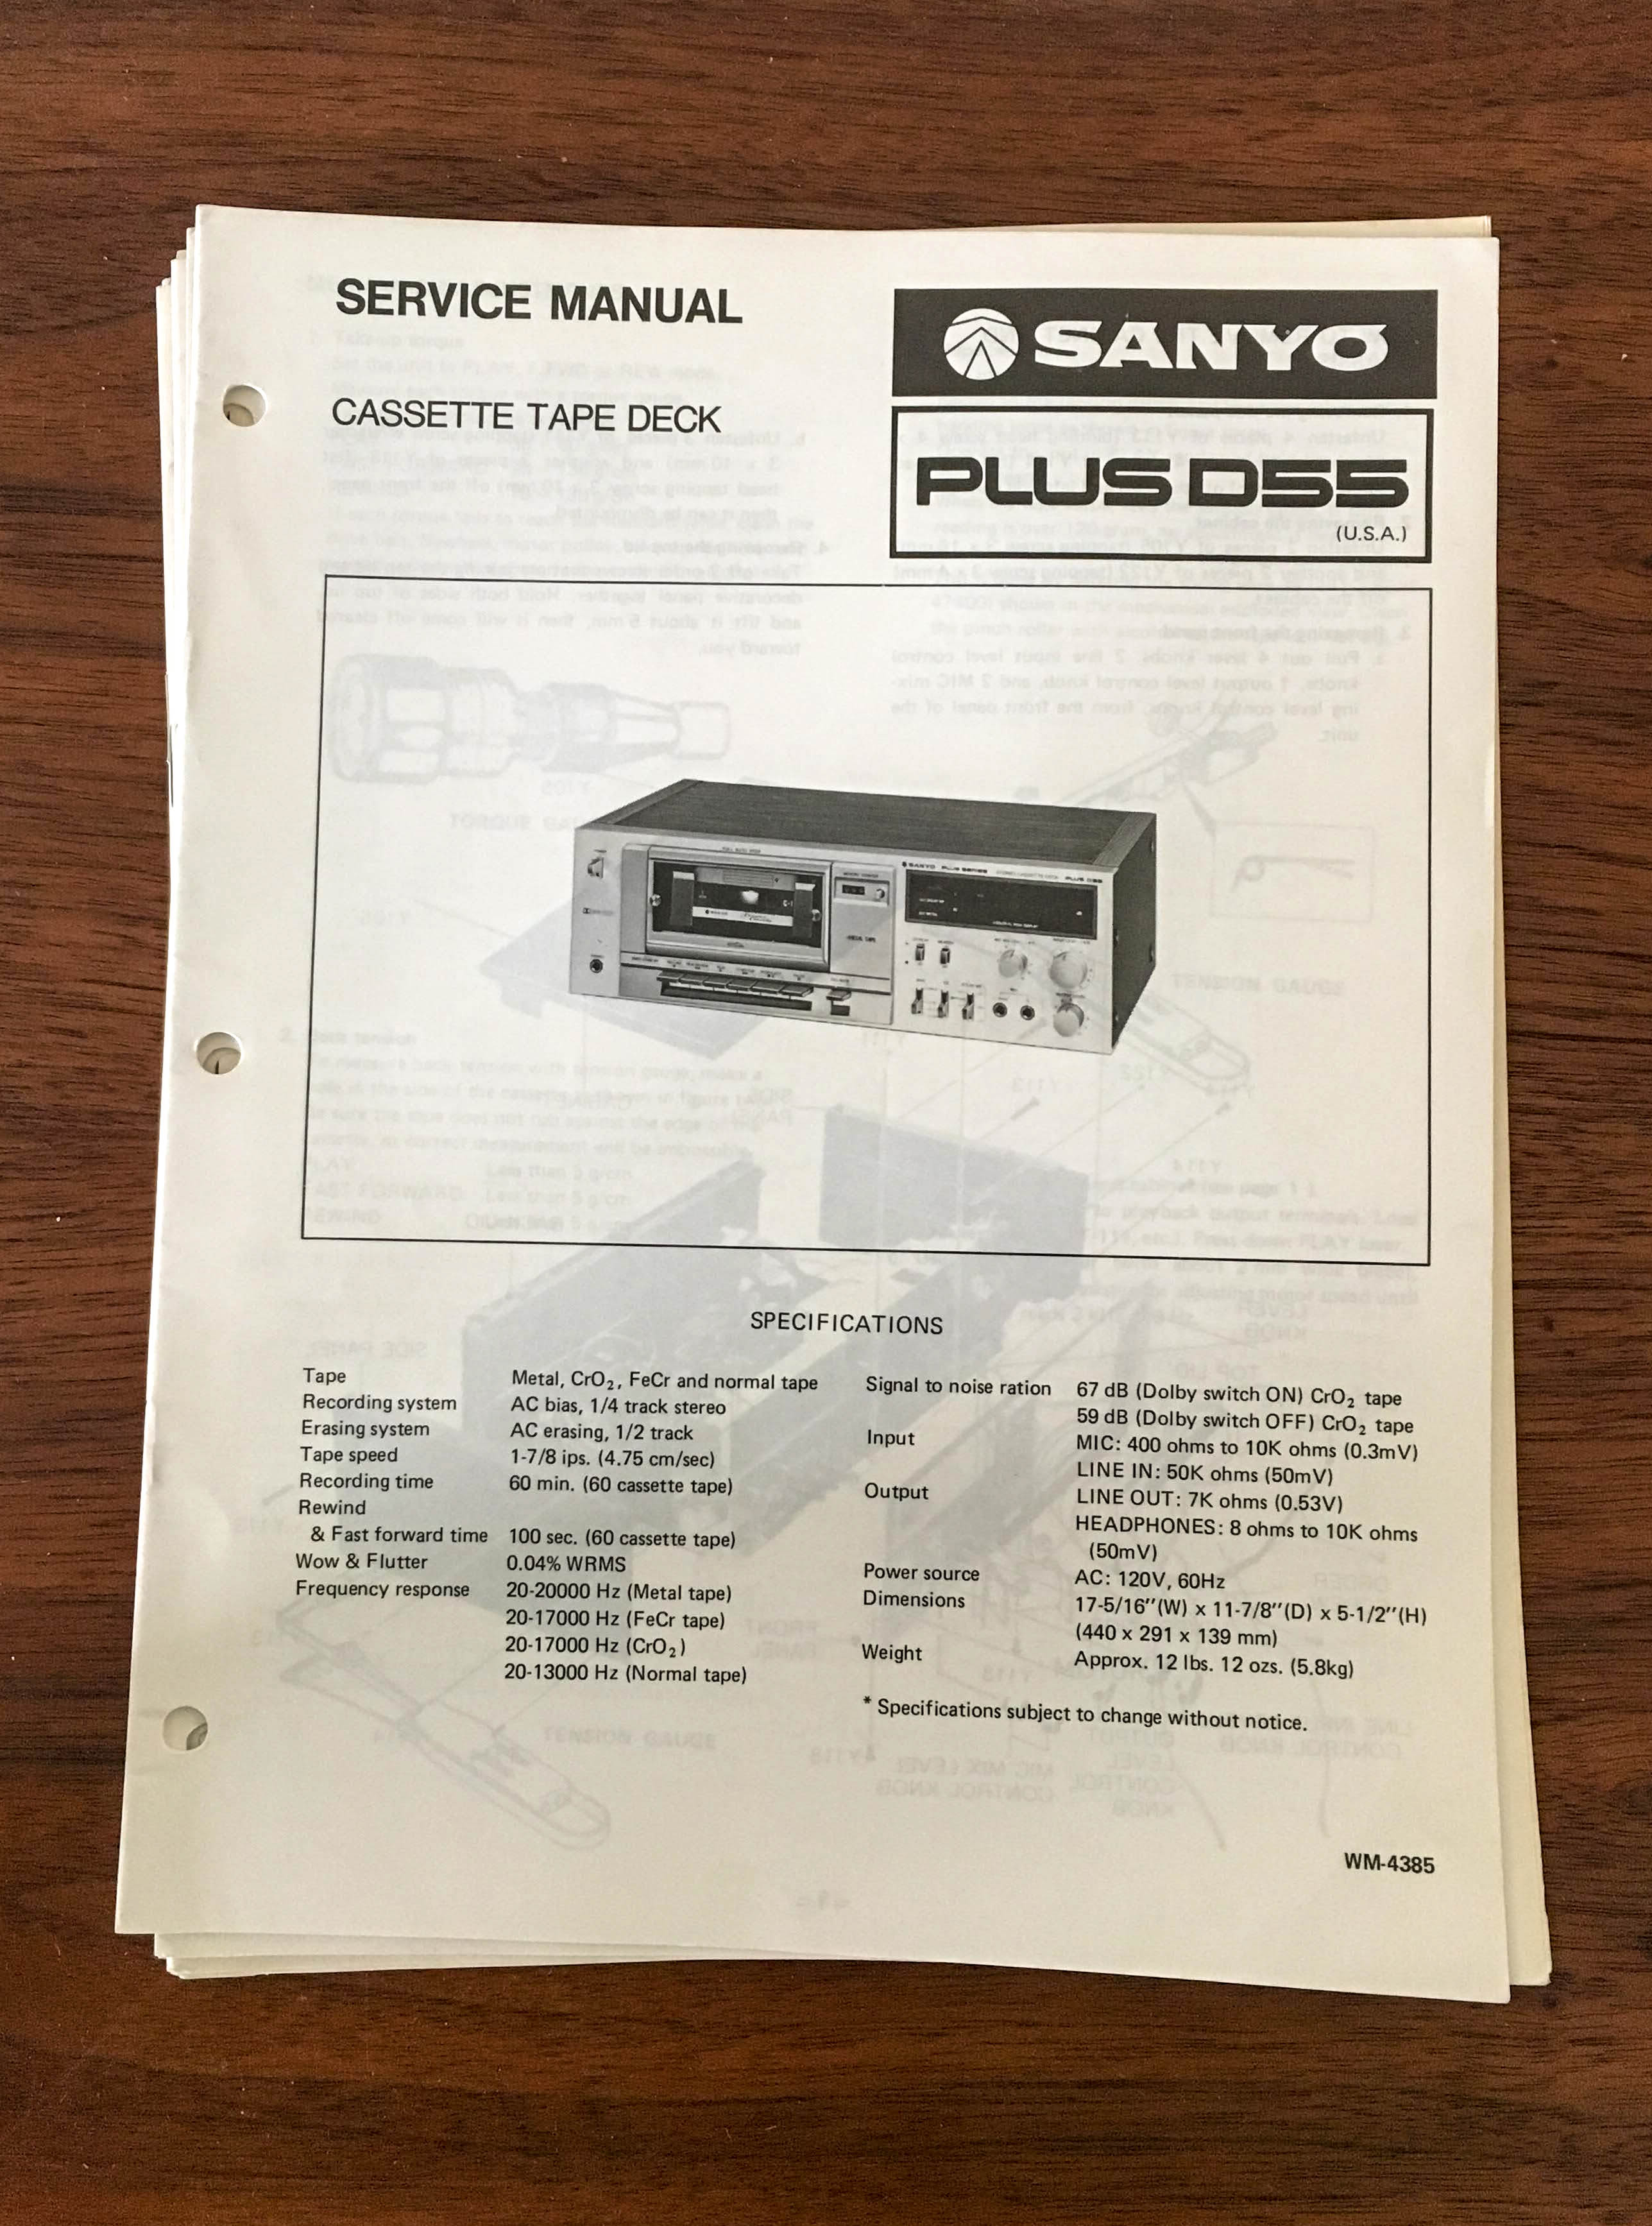 SERVICE MANUAL
CASSETTE TAPE DECK
SANYO
PLUS D55
(U.S.A.)
SPECIFICATIONS
Tape Metal, CrO₂, FeCr and normal tape
Recording system AC bias, 1/4 track stereo
Erasing system AC erasing, 1/2 track
Tape speed 1-7/8 ips. (4.75 cm/sec)
Recording time 60 min. (60 cassette tape)
Rewind
& Fast forward time 100 sec. (60 cassette tape)
Wow & Flutter 0.04% WRMS
Frequency response 20-20000 Hz (Metal tape)
20-17000 Hz (FeCr tape)
20-17000 Hz (CrO₂)
20-13000 Hz (Normal tape)
Signal to noise ration 67 dB (Dolby switch ON) CrO₂ tape
59 dB (Dolby switch OFF) CrO₂ tape
Input MIC: 400 ohms to 10K ohms (0.3mV)
LINE IN: 50K ohms (50mV)
Output LINE OUT: 7K ohms (0.53V)
HEADPHONES: 8 ohms to 10K ohms
(50mV)
Power source AC: 120V, 60Hz
Dimensions 17-5/16″(W) x 11-7/8″(D) x 5-1/2″(H)
(440 x 291 x 139 mm)
Weight Approx. 12 lbs. 12 ozs. (5.8kg)
* Specifications subject to change without notice.
WM-4385